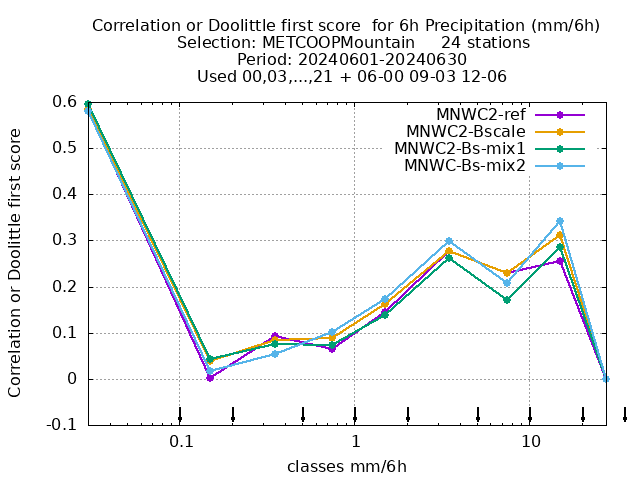 Correlation or Doolittle first score  for 6h Precipitation (mm/6h)
Selection: METCOOPMountain     24 stations
Period: 20240601-20240630
Used 00,03,...,21 + 06-00 09-03 12-06
Correlation or Doolittle first score
0.6
0.5
0.4
0.3
0.2
0.1
0
-0.1
MNWC2-ref
MNWC2-Bscale
MNWC2-Bs-mix1
MNWC-Bs-mix2
0.1 1 10
classes mm/6h